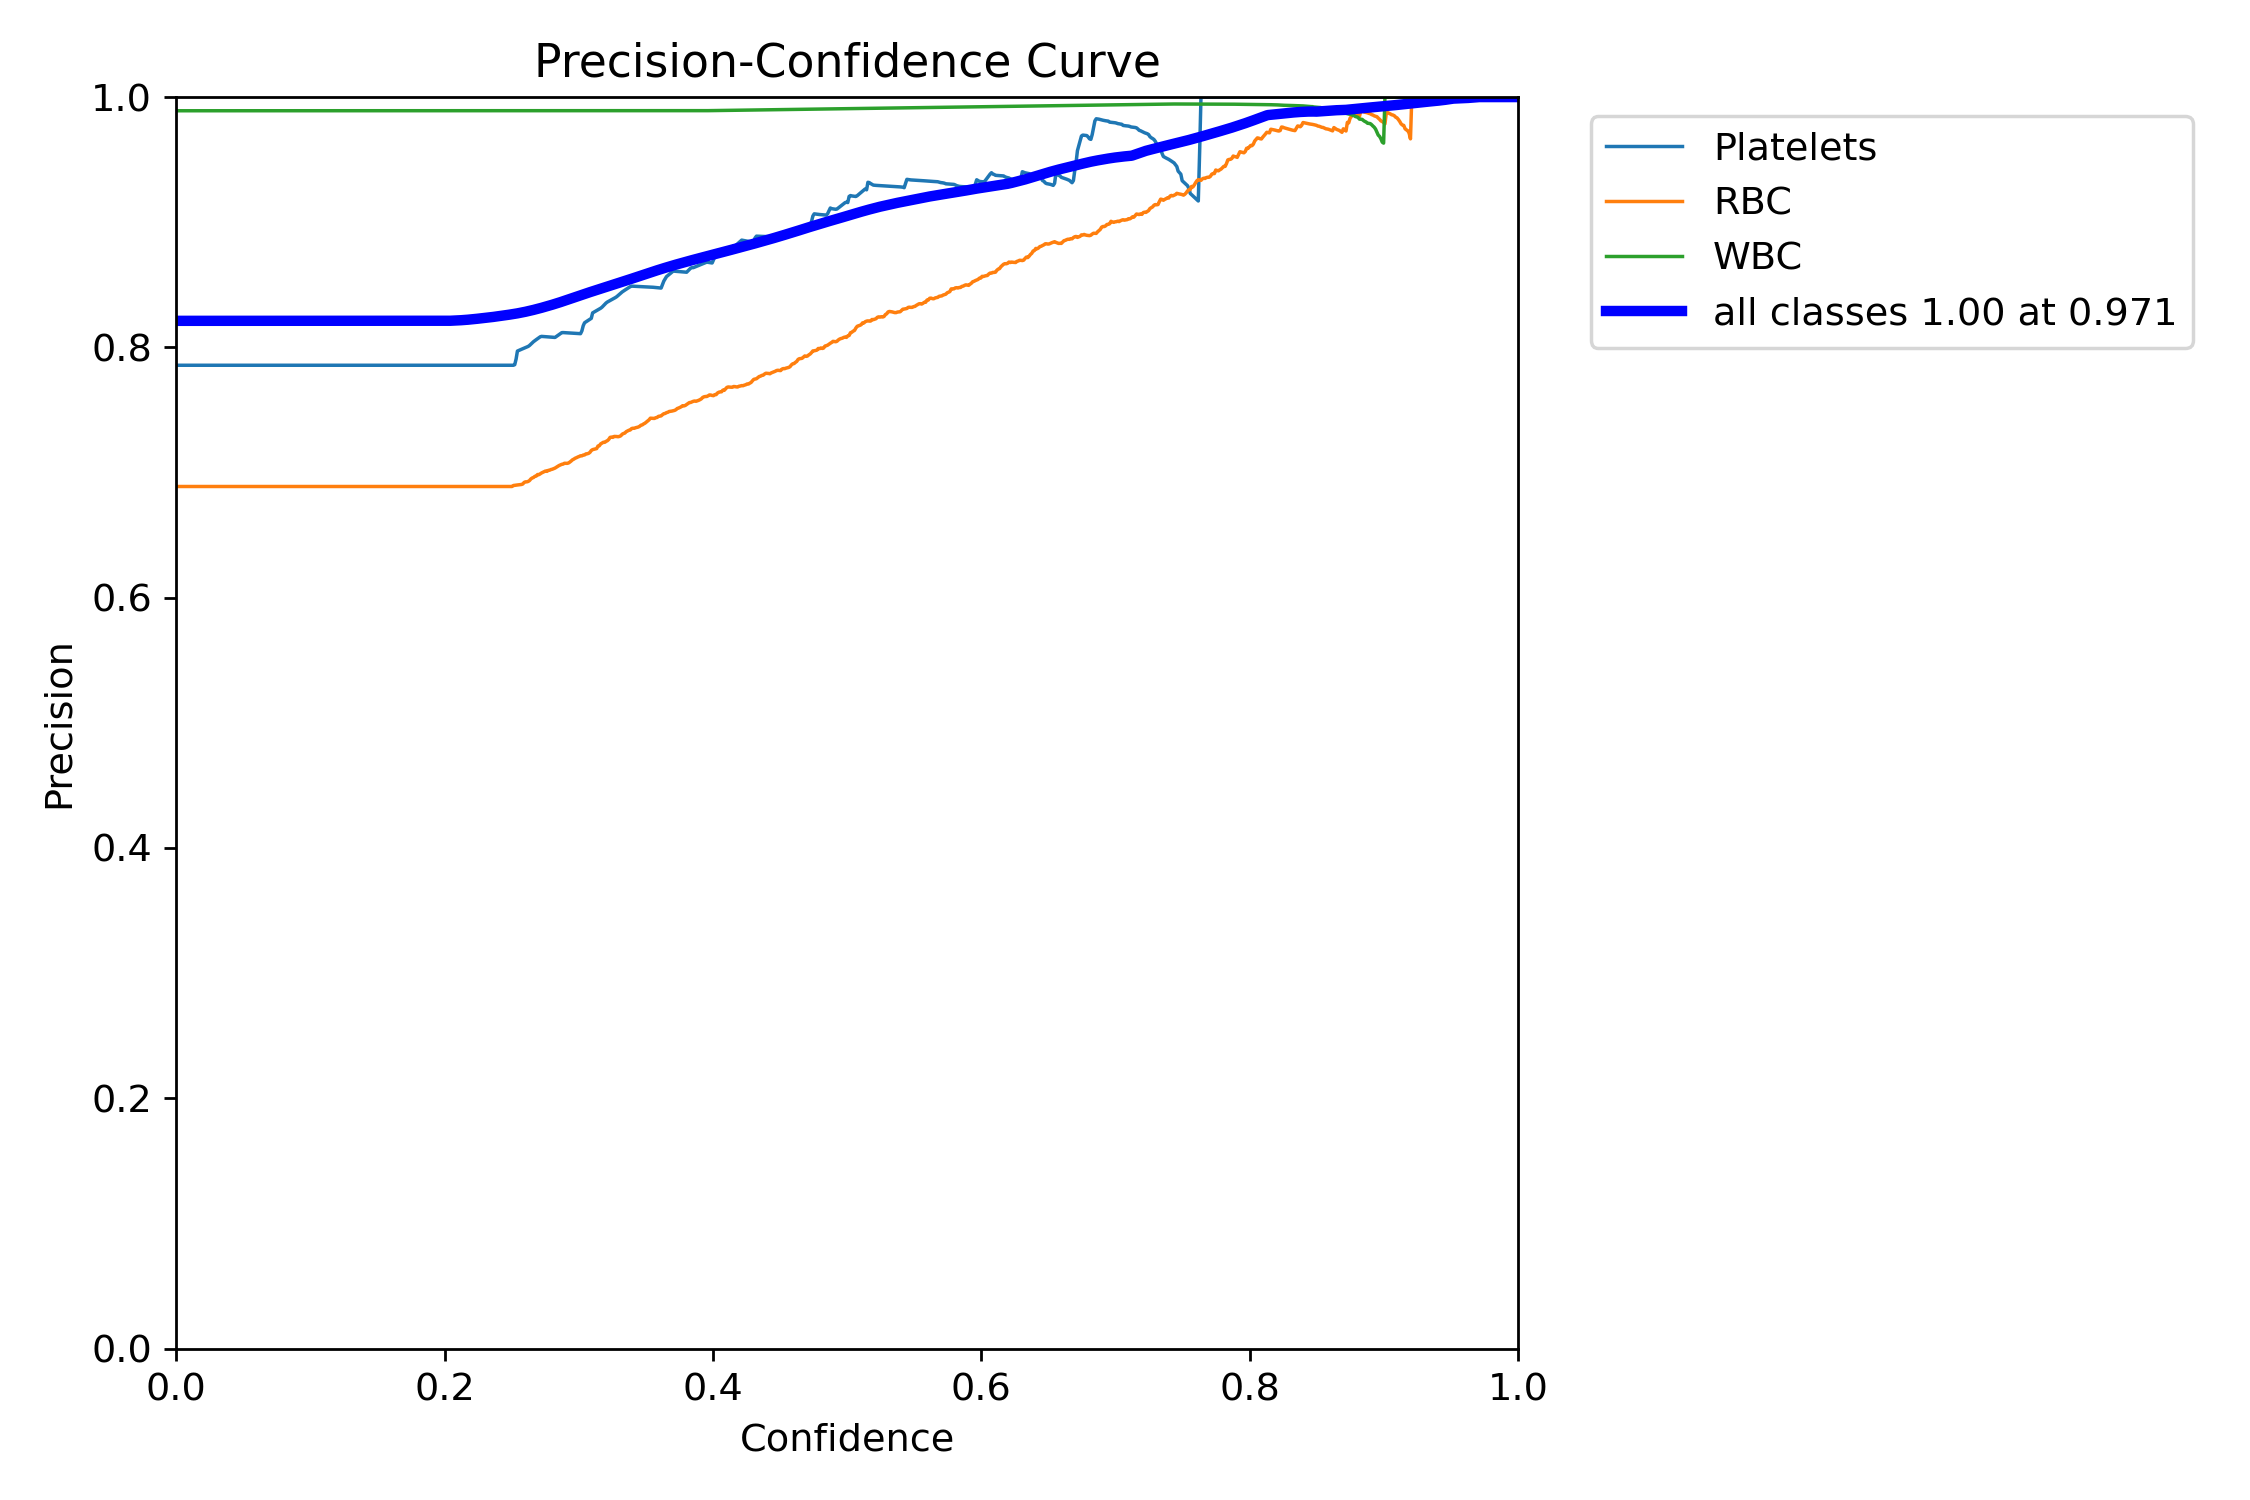 Precision-Confidence Curve
1.0
0.8
0.6
0.4
0.2
0.0
Precision
0.0 0.2 0.4 0.6 0.8 1.0
Confidence
Platelets
RBC
WBC
all classes 1.00 at 0.971